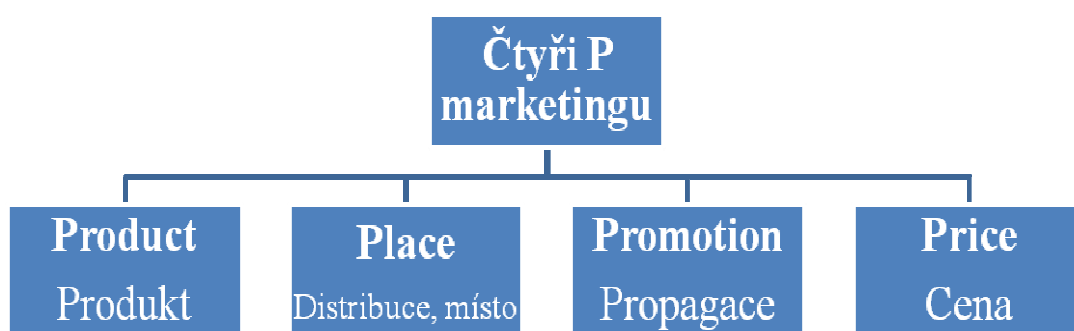 Čtyři P
marketingu
Product
Produkt
Place
Distribuce, místo
Promotion
Propagace
Price
Cena